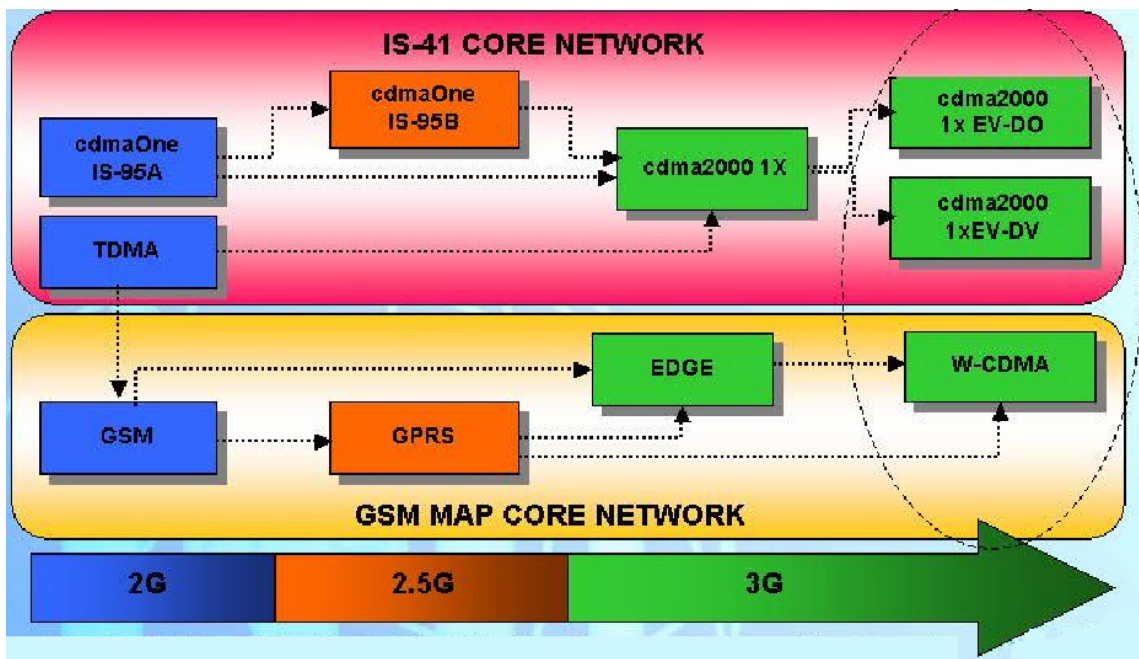 IS-41 CORE NETWORK
cdmaOne
IS-95A
cdmaOne
IS-95B
cdma2000 1X
cdma2000
1x EV-DO
cdma2000
1xEV-DV
TDMA
EDGE
W-CDMA
GSM
GPRS
GSM MAP CORE NETWORK
2G
2.5G
3G